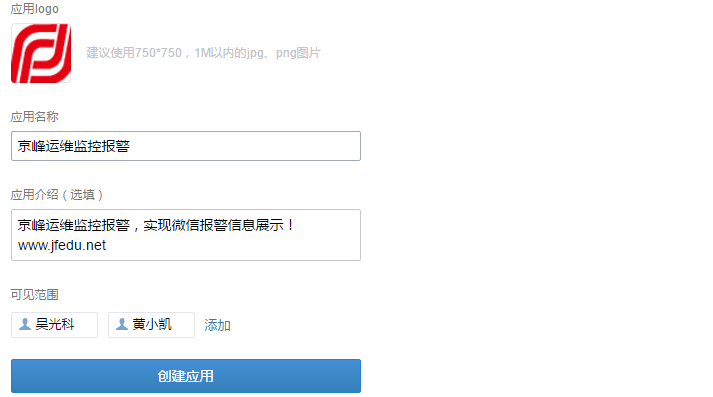 应用logo
建议使用750*750，1M以内的jpg、png图片
应用名称
京峰运维监控报警
应用介绍（选填）
京峰运维监控报警，实现微信报警信息展示！
www.jfedu.net
可见范围
吴光科 黄小凯 添加
创建应用